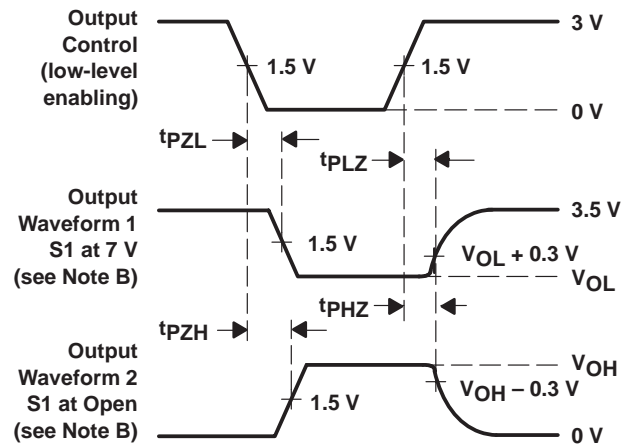 Output
Control
(low-level
enabling)
3 V
1.5 V
1.5 V
0 V
tPZL
tPLZ
Output
Waveform 1
S1 at 7 V
(see Note B)
3.5 V
1.5 V
VOL + 0.3 V
VOL
tPZH
tPHZ
Output
Waveform 2
S1 at Open
(see Note B)
VOH
1.5 V
VOH – 0.3 V
0 V